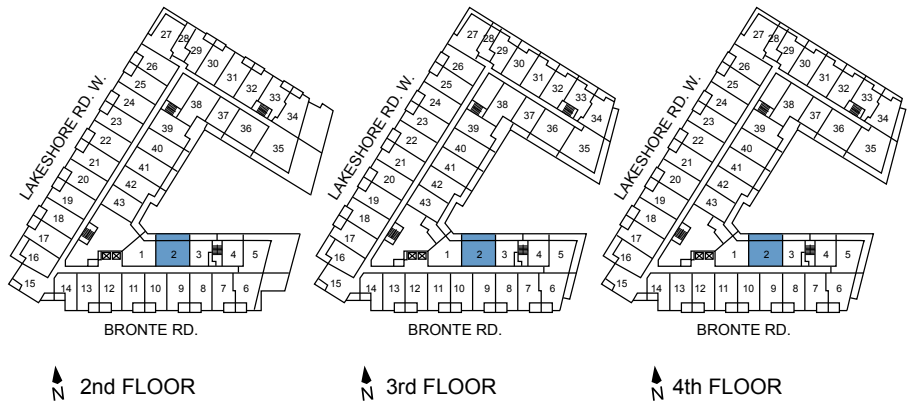 27 28 29 30 31 32 33 34 35
26 25 24 23 22 21 20 19 18 17 16 15
38 37 36 39 40 41 42 43
LAKESHORE RD. W.
1 2 3 4 5
14 13 12 11 10 9 8 7 6
BRONTE RD.
N 2nd FLOOR
27 28 29 30 31 32 33 34 35
26 25 24 23 22 21 20 19 18 17 16 15
38 37 36 39 40 41 42 43
LAKESHORE RD. W.
1 2 3 4 5
14 13 12 11 10 9 8 7 6
BRONTE RD.
N 3rd FLOOR
27 28 29 30 31 32 33 34 35
26 25 24 23 22 21 20 19 18 17 16 15
38 37 36 39 40 41 42 43
LAKESHORE RD. W.
1 2 3 4 5
14 13 12 11 10 9 8 7 6
BRONTE RD.
N 4th FLOOR